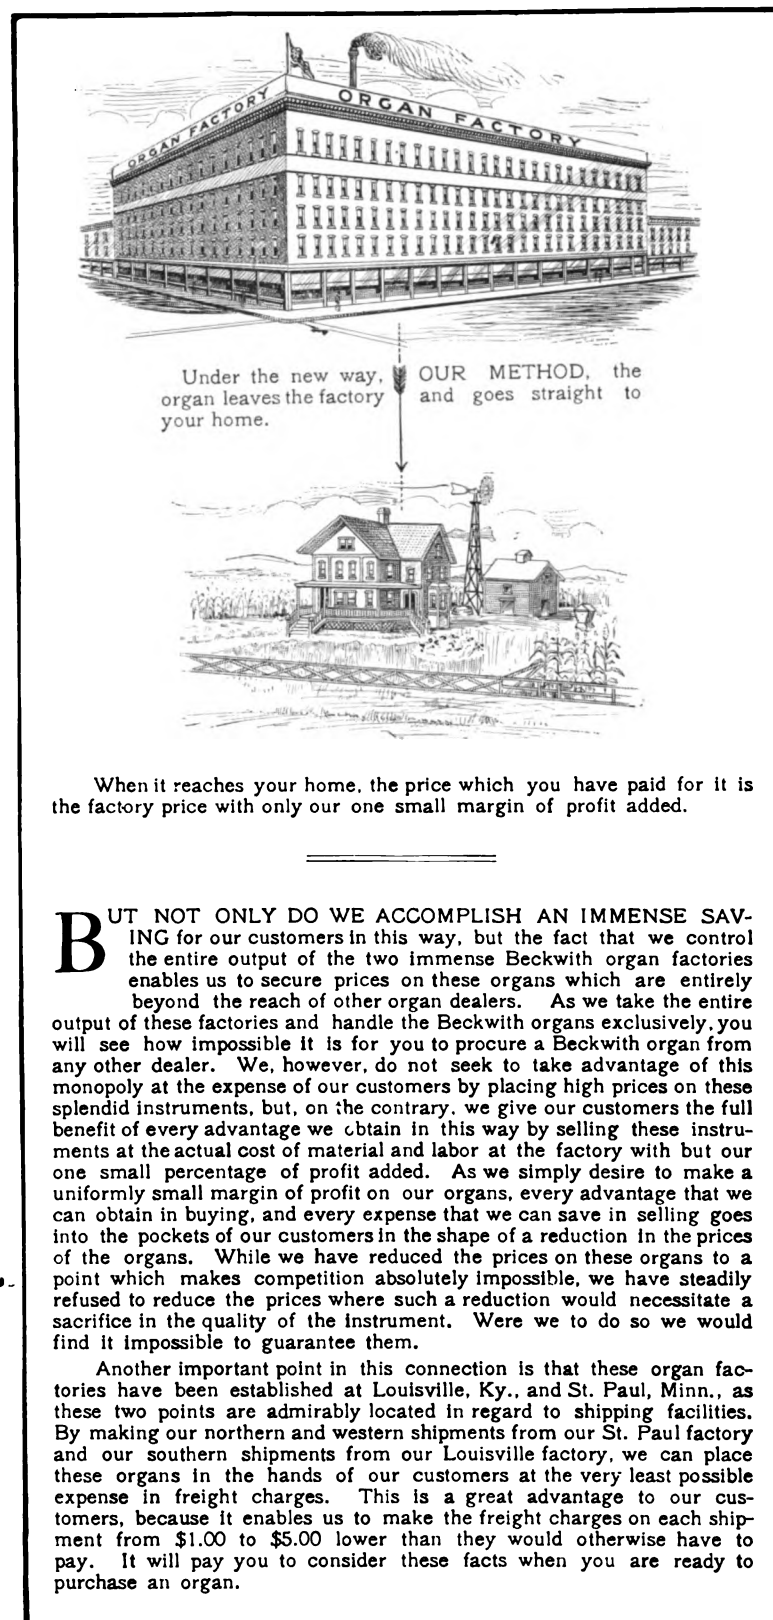 ORGAN FACTORY
ORGAN FACTORY
Under the new way, OUR METHOD, the
organ leaves the factory and goes straight to
your home.
When it reaches your home, the price which you have paid for it is
the factory price with only our one small margin of profit added.
BUT NOT ONLY DO WE ACCOMPLISH AN IMMENSE SAV-
ING for our customers in this way, but the fact that we control
the entire output of the two immense Beckwith organ factories
enables us to secure prices on these organs which are entirely
beyond the reach of other organ dealers. As we take the entire
output of these factories and handle the Beckwith organs exclusively, you
will see how impossible it is for you to procure a Beckwith organ from
any other dealer. We, however, do not seek to take advantage of this
monopoly at the expense of our customers by placing high prices on these
splendid instruments, but, on the contrary, we give our customers the full
benefit of every advantage we obtain in this way by selling these instru-
ments at the actual cost of material and labor at the factory with but our
one small percentage of profit added. As we simply desire to make a
uniformly small margin of profit on our organs, every advantage that we
can obtain in buying, and every expense that we can save in selling goes
into the pockets of our customers in the shape of a reduction in the prices
of the organs. While we have reduced the prices on these organs to a
point which makes competition absolutely impossible, we have steadily
refused to reduce the prices where such a reduction would necessitate a
sacrifice in the quality of the instrument. Were we to do so we would
find it impossible to guarantee them.
Another important point in this connection is that these organ fac-
tories have been established at Louisville, Ky., and St. Paul, Minn., as
these two points are admirably located in regard to shipping facilities.
By making our northern and western shipments from our St. Paul factory
and our southern shipments from our Louisville factory, we can place
these organs in the hands of our customers at the very least possible
expense in freight charges. This is a great advantage to our cus-
tomers, because it enables us to make the freight charges on each ship-
ment from $1.00 to $5.00 lower than they would otherwise have to
pay. It will pay you to consider these facts when you are ready to
purchase an organ.